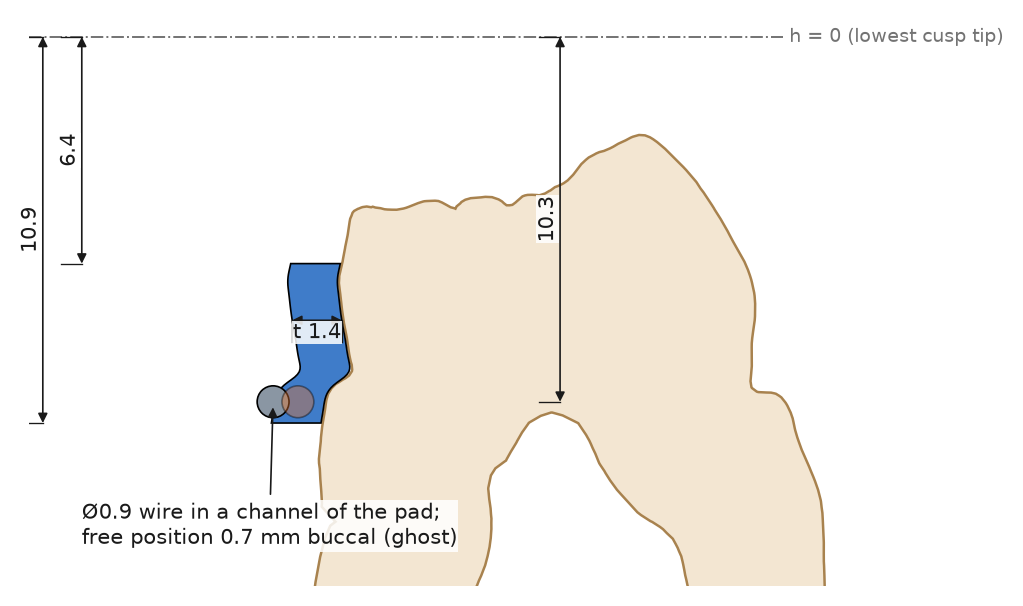 h = 0 (lowest cusp tip)
6.4
10.9
10.3
t 1.4
Ø0.9 wire in a channel of the pad;
free position 0.7 mm buccal (ghost)